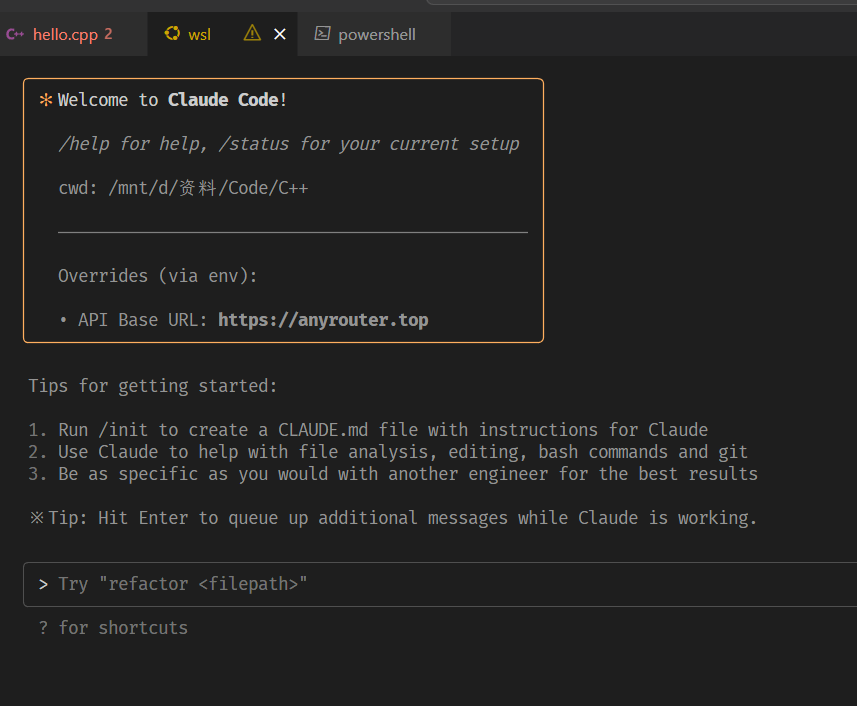 hello.cpp 2 wsl powershell
* Welcome to Claude Code!
/help for help, /status for your current setup
cwd: /mnt/d/资料/Code/C++
Overrides (via env):
• API Base URL: https://anyrouter.top
Tips for getting started:
1. Run /init to create a CLAUDE.md file with instructions for Claude
2. Use Claude to help with file analysis, editing, bash commands and git
3. Be as specific as you would with another engineer for the best results
※ Tip: Hit Enter to queue up additional messages while Claude is working.
> Try "refactor <filepath>"
? for shortcuts